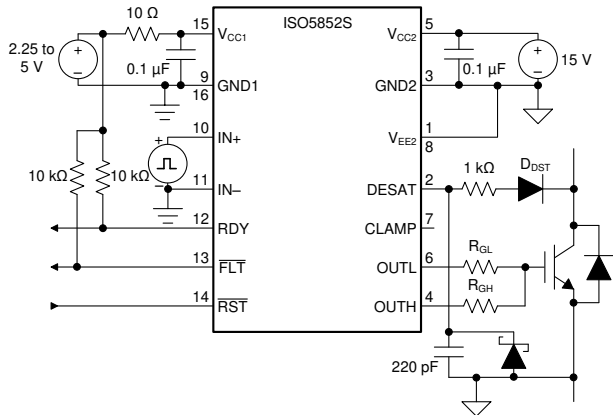 ISO5852S
10 Ω
15
VCC1
2.25 to
5 V
0.1 µF
9
GND1
16
10
IN+
10 kΩ
10 kΩ
11
IN–
12
RDY
13
FLT
14
RST
5
VCC2
0.1 µF
15 V
3
GND2
1
VEE2
8
1 kΩ
DDST
DESAT
2
CLAMP
7
OUTL
6
RGL
OUTH
4
RGH
220 pF